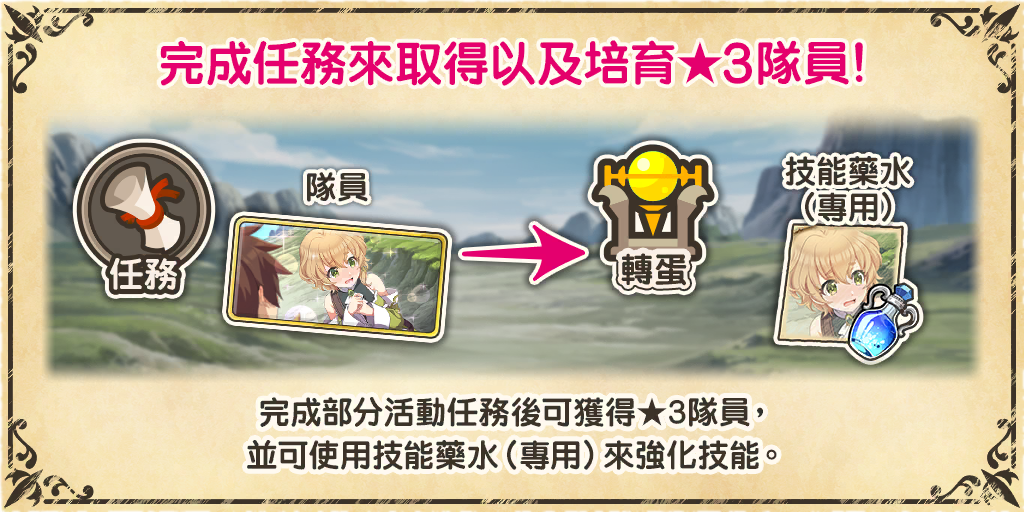 完成任務來取得以及培育★3隊員!
任務
隊員
轉蛋
技能藥水
(專用)
完成部分活動任務後可獲得★3隊員，
並可使用技能藥水(專用)來強化技能。